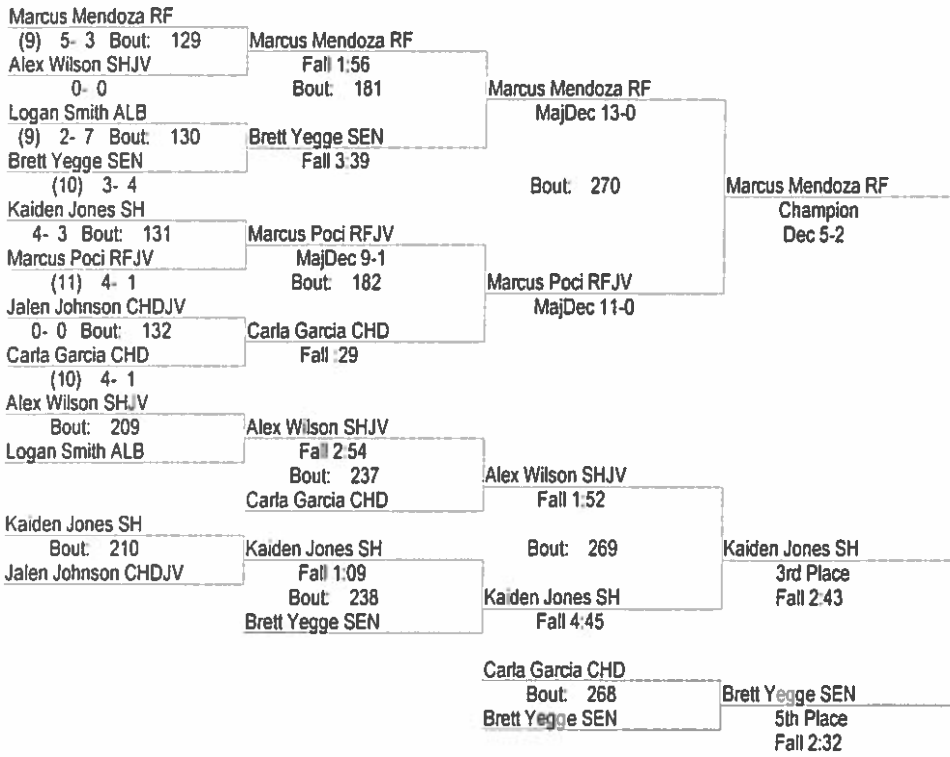 Marcus Mendoza RF
(9) 5- 3 Bout: 129
Alex Wilson SHJV
0- 0
Logan Smith ALB
(9) 2- 7 Bout: 130
Brett Yegge SEN
(10) 3- 4
Kaiden Jones SH
4- 3 Bout: 131
Marcus Poci RFJV
(11) 4- 1
Jalen Johnson CHDJV
0- 0 Bout: 132
Carla Garcia CHD
(10) 4- 1
Marcus Mendoza RF
Fall 1:56
Bout: 181
Brett Yegge SEN
Fall 3:39
Marcus Poci RFJV
MajDec 9-1
Bout: 182
Carla Garcia CHD
Fall :29
Marcus Mendoza RF
MajDec 13-0
Bout: 270
Marcus Poci RFJV
MajDec 11-0
Marcus Mendoza RF
Champion
Dec 5-2
Alex Wilson SHJV
Bout: 209
Logan Smith ALB
Kaiden Jones SH
Bout: 210
Jalen Johnson CHDJV
Alex Wilson SHJV
Fall 2:54
Bout: 237
Carla Garcia CHD
Kaiden Jones SH
Fall 1:09
Bout: 238
Brett Yegge SEN
Alex Wilson SHJV
Fall 1:52
Bout: 269
Kaiden Jones SH
Fall 4:45
Kaiden Jones SH
3rd Place
Fall 2:43
Carla Garcia CHD
Bout: 268
Brett Yegge SEN
Brett Yegge SEN
5th Place
Fall 2:32